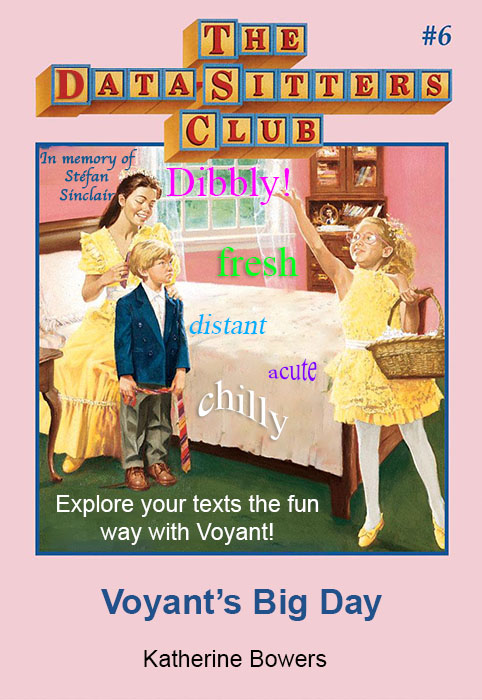 THE
#6
DATA-SITTERS
CLUB
In memory of
Stéfan
Sinclair
Dibbly!
fresh
distant
acute
chilly
Explore your texts the fun
way with Voyant!
Voyant's Big Day
Katherine Bowers